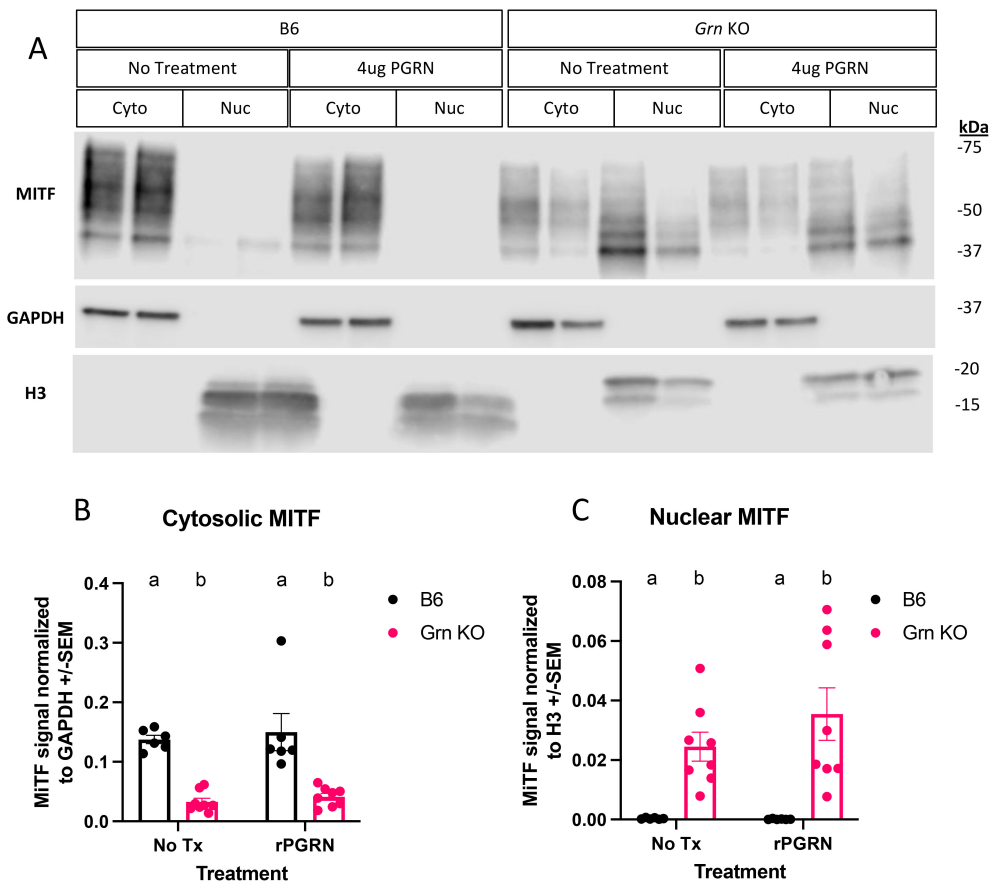 A
B6
Grn KO
No Treatment
4ug PGRN
No Treatment
4ug PGRN
Cyto
Nuc
Cyto
Nuc
Cyto
Nuc
Cyto
Nuc
kDa
MITF
-75
-50
-37
GAPDH
-37
H3
-20
-15
B
Cytosolic MITF
MiTF signal normalized
to GAPDH +/-SEM
0.4
0.3
0.2
0.1
0.0
a
b
a
b
B6
Grn KO
No Tx
rPGRN
Treatment
C
Nuclear MITF
MiTF signal normalized
to H3 +/-SEM
0.08
0.06
0.04
0.02
0.00
a
b
a
b
B6
Grn KO
No Tx
rPGRN
Treatment